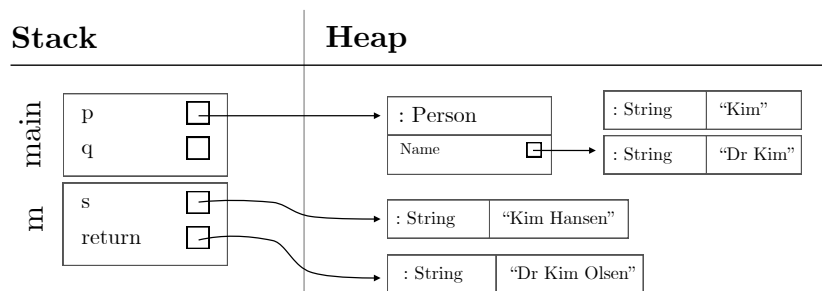 Stack
Heap
main
p
q
: Person
Name
: String “Kim”
: String “Dr Kim”
m
s
return
: String “Kim Hansen”
: String “Dr Kim Olsen”